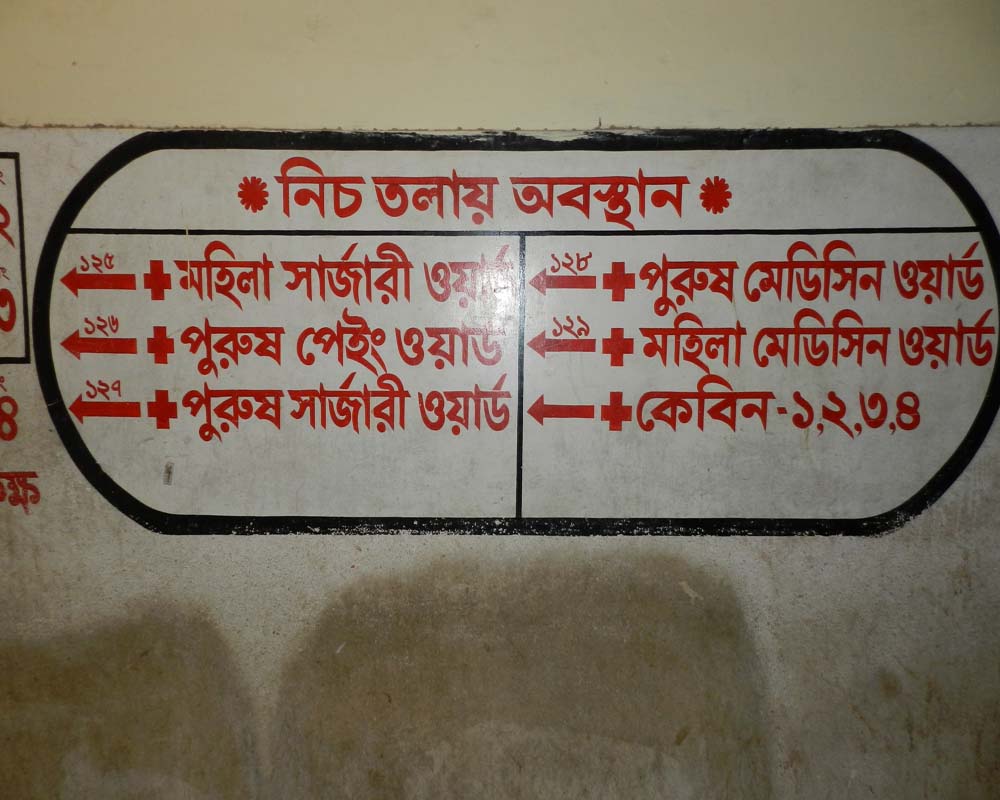 নিচ তলায় অবস্থান
১২৫ মহিলা সার্জারী ওয়ার্ড
১২৬ পুরুষ পেইং ওয়ার্ড
১২৭ পুরুষ সার্জারী ওয়ার্ড
১২৮ পুরুষ মেডিসিন ওয়ার্ড
১২৯ মহিলা মেডিসিন ওয়ার্ড
কেবিন -১,২,৩,৪